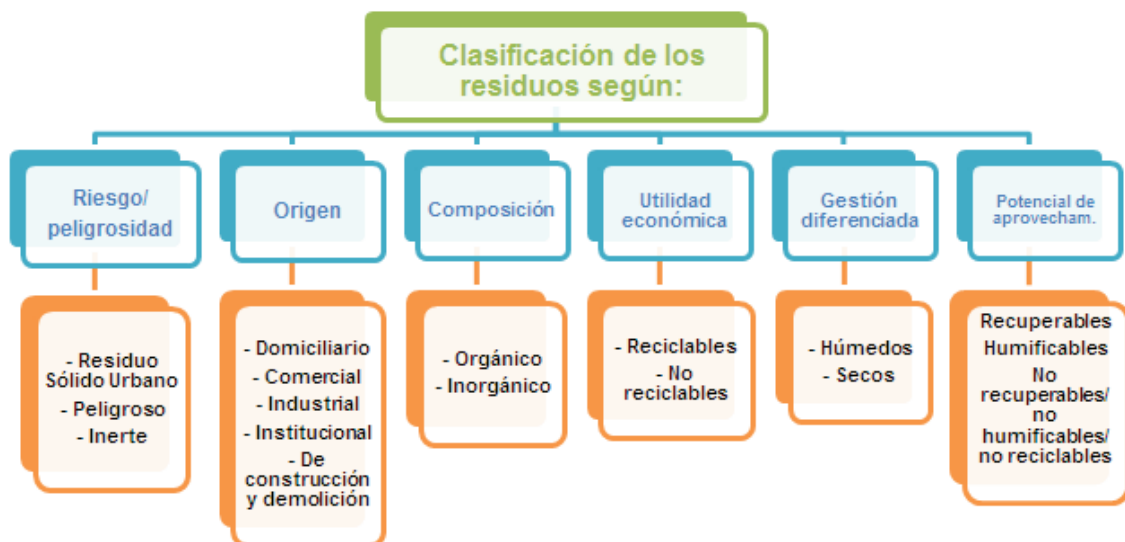 Clasificación de los
residuos según:
Riesgo/
peligrosidad
Origen
Composición
Utilidad
económica
Gestión
diferenciada
Potencial de
aprovecham.
- Residuo
Sólido Urbano
- Peligroso
- Inerte
- Domiciliario
- Comercial
- Industrial
- Institucional
- De
construcción
y demolición
- Orgánico
- Inorgánico
- Reciclables
- No
reciclables
- Húmedos
- Secos
Recuperables
Humificables
No
recuperables/
no
humificables/
no reciclables